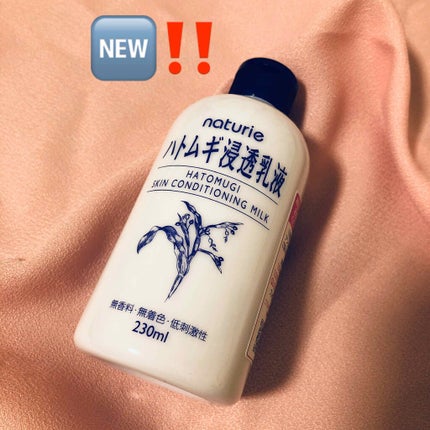 NEW‼️
naturie
ハトムギ浸透乳液
HATOMUGI
SKIN CONDITIONING MILK
無香料・無着色・低刺激性
230ml